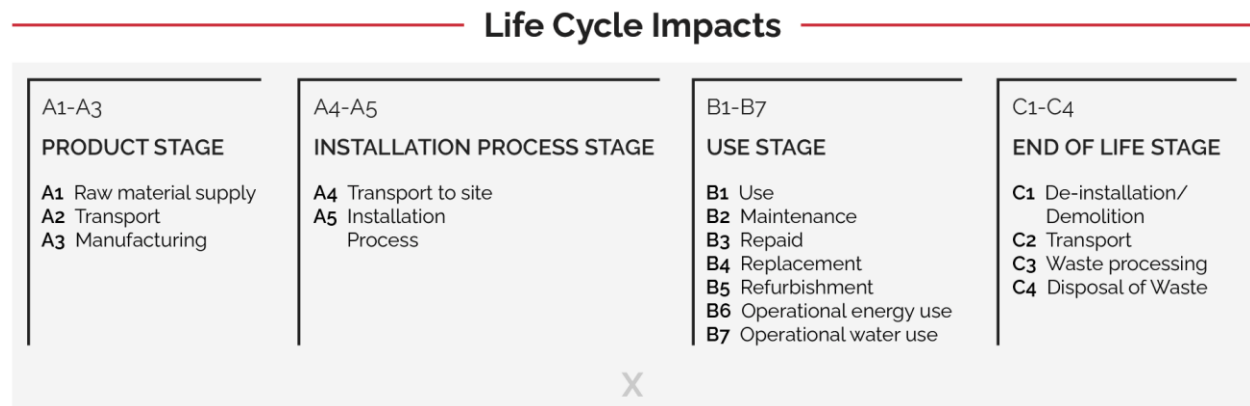 Life Cycle Impacts
A1-A3
PRODUCT STAGE
A1 Raw material supply
A2 Transport
A3 Manufacturing
A4-A5
INSTALLATION PROCESS STAGE
A4 Transport to site
A5 Installation
Process
B1-B7
USE STAGE
B1 Use
B2 Maintenance
B3 Repaid
B4 Replacement
B5 Refurbishment
B6 Operational energy use
B7 Operational water use
C1-C4
END OF LIFE STAGE
C1 De-installation/
Demolition
C2 Transport
C3 Waste processing
C4 Disposal of Waste
X